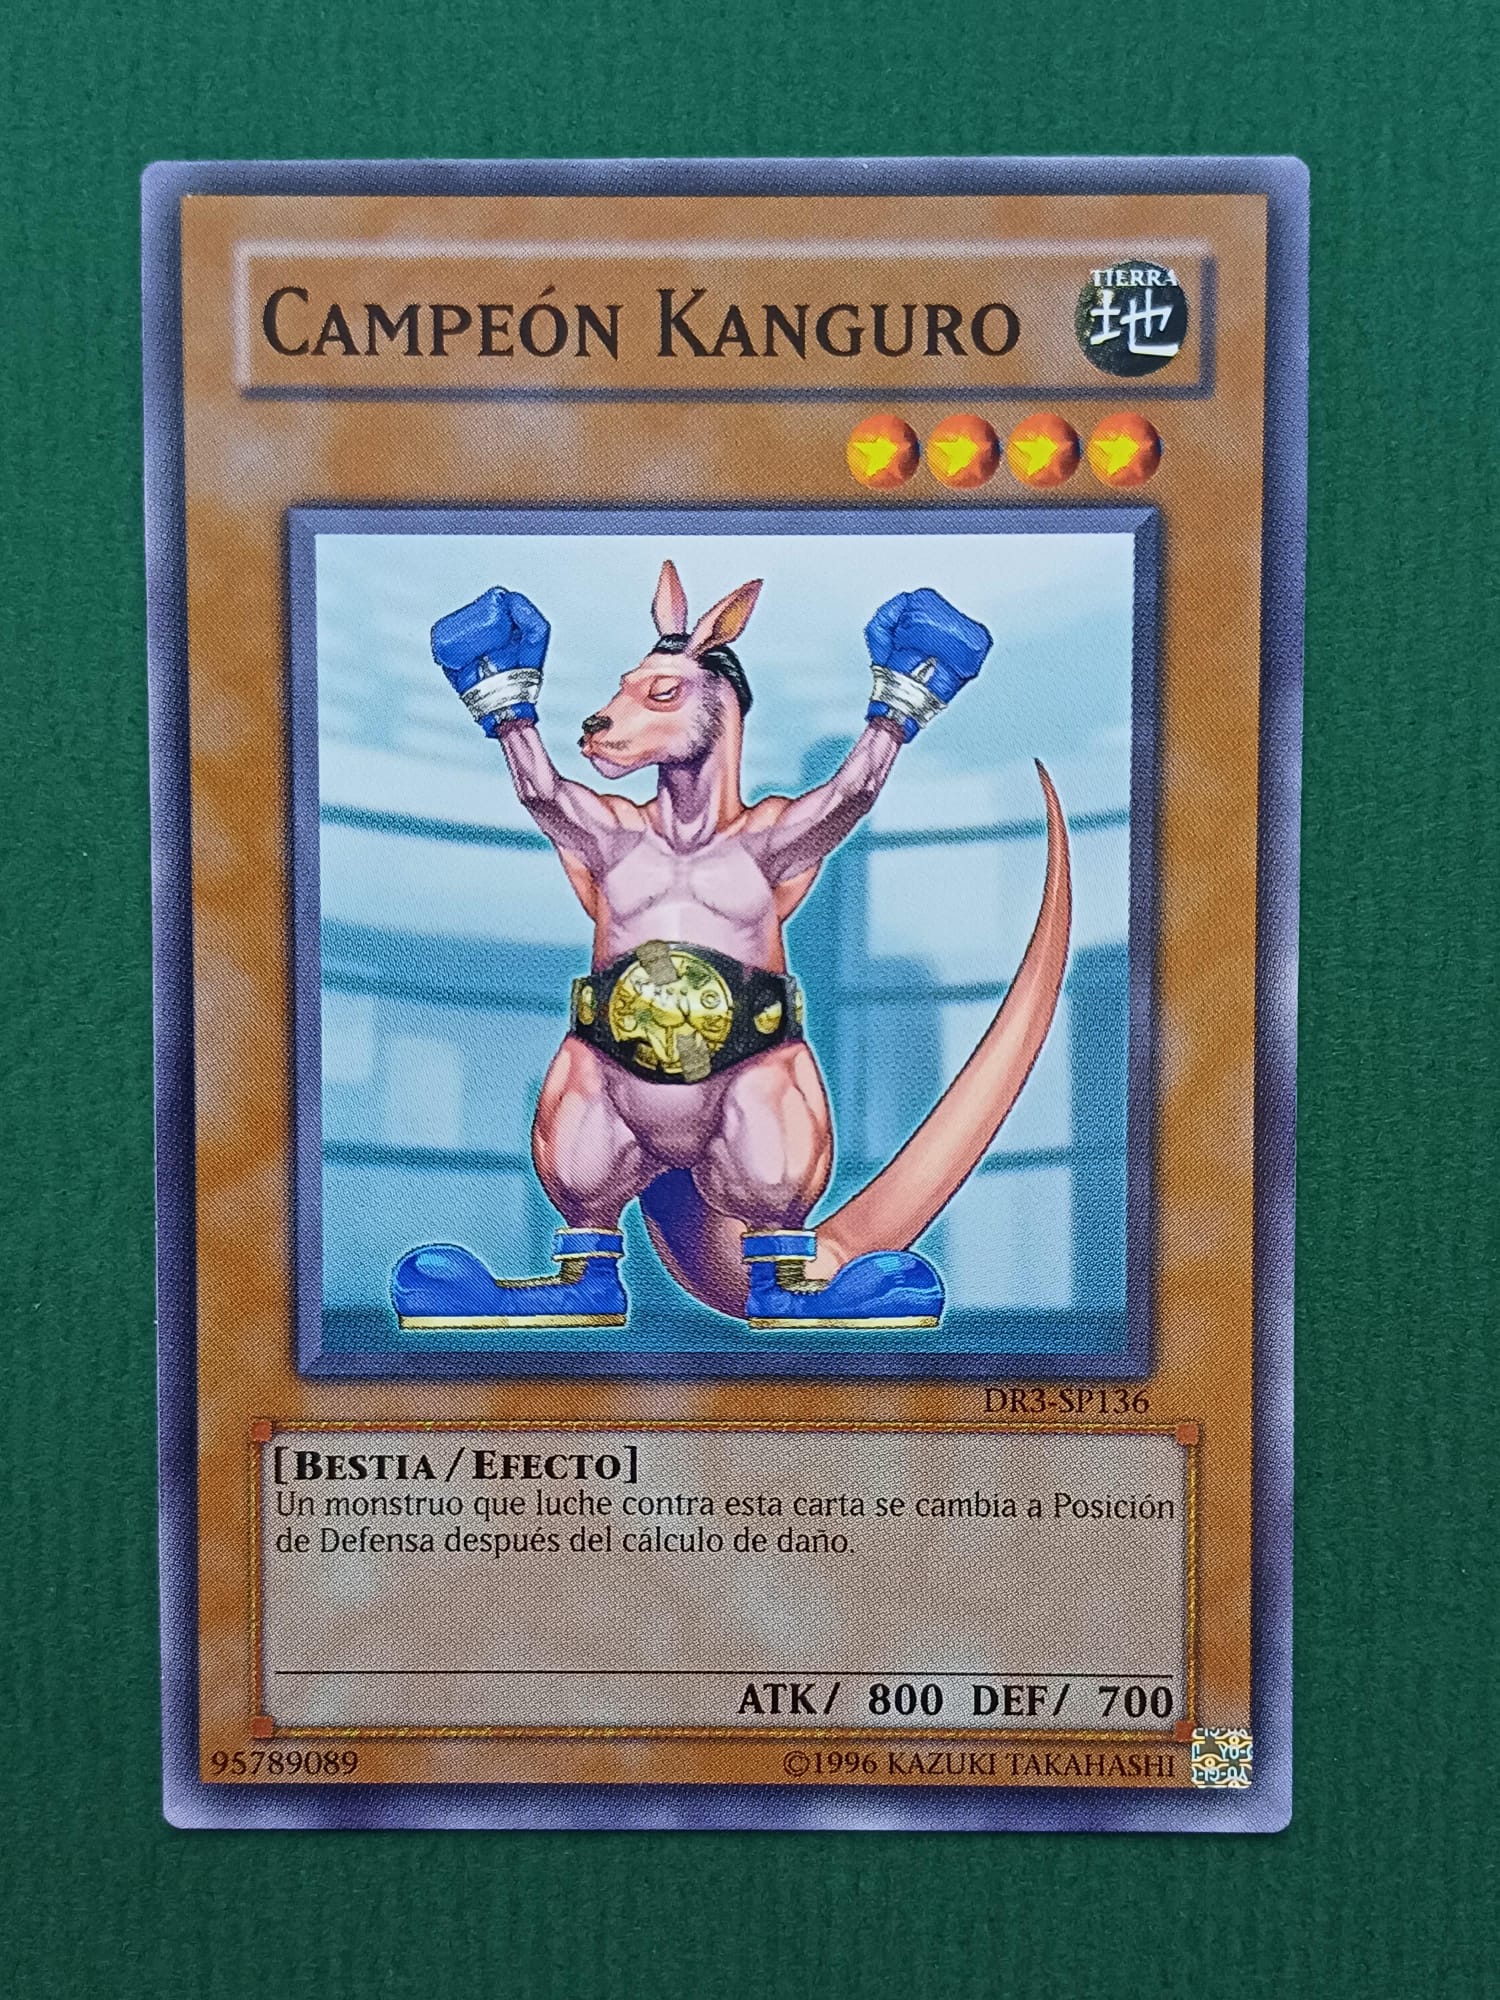 CAMPEÓN KANGURO
TIERRA
地
DR3-SP136
[BESTIA/EFECTO]
Un monstruo que luche contra esta carta se cambia a Posición
de Defensa después del cálculo de daño.
ATK/ 800 DEF/ 700
95789089
©1996 KAZUKI TAKAHASHI